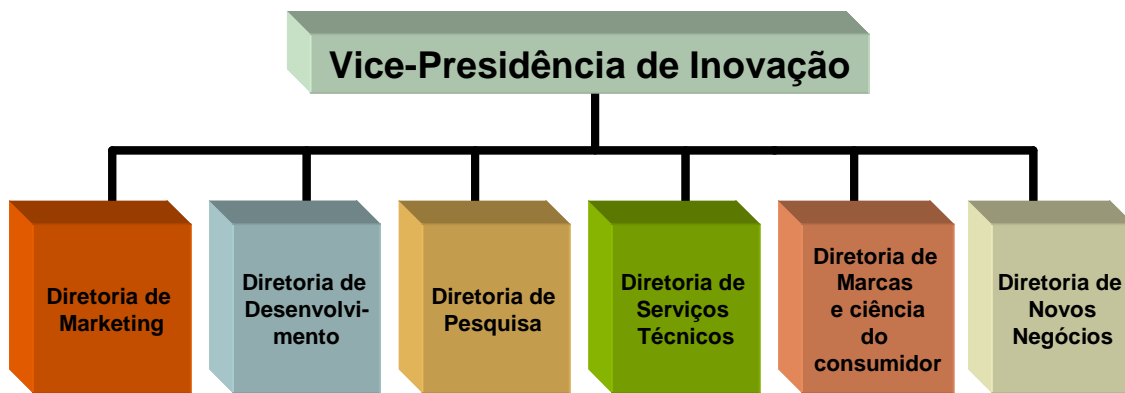 Vice-Presidência de Inovação
Diretoria de
Marketing
Diretoria de
Desenvolvi-
mento
Diretoria de
Pesquisa
Diretoria de
Serviços
Técnicos
Diretoria de
Marcas
e ciência
do
consumidor
Diretoria de
Novos
Negócios